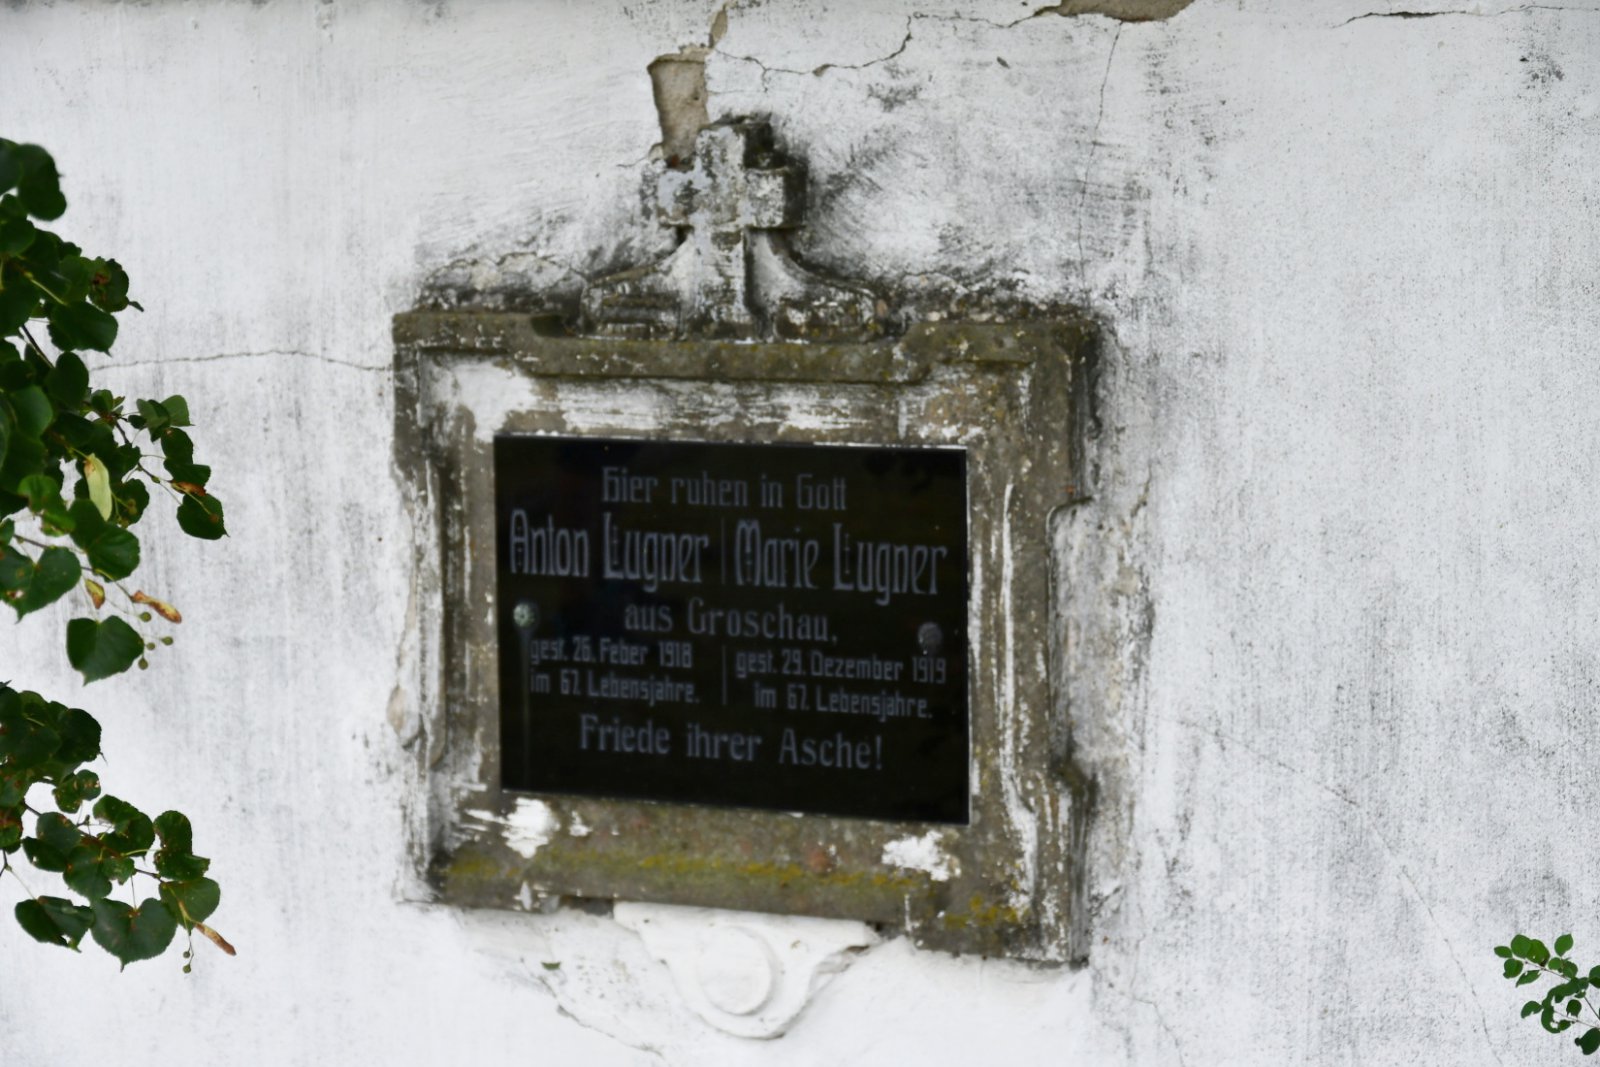 Hier ruhen in Gott
Anton Lugner | Marie Lugner
aus Groschau,
gest. 26. Feber 1918 | gest. 29. Dezember 1919
im 67. Lebensjahre. | im 67. Lebensjahre.
Friede ihrer Asche!